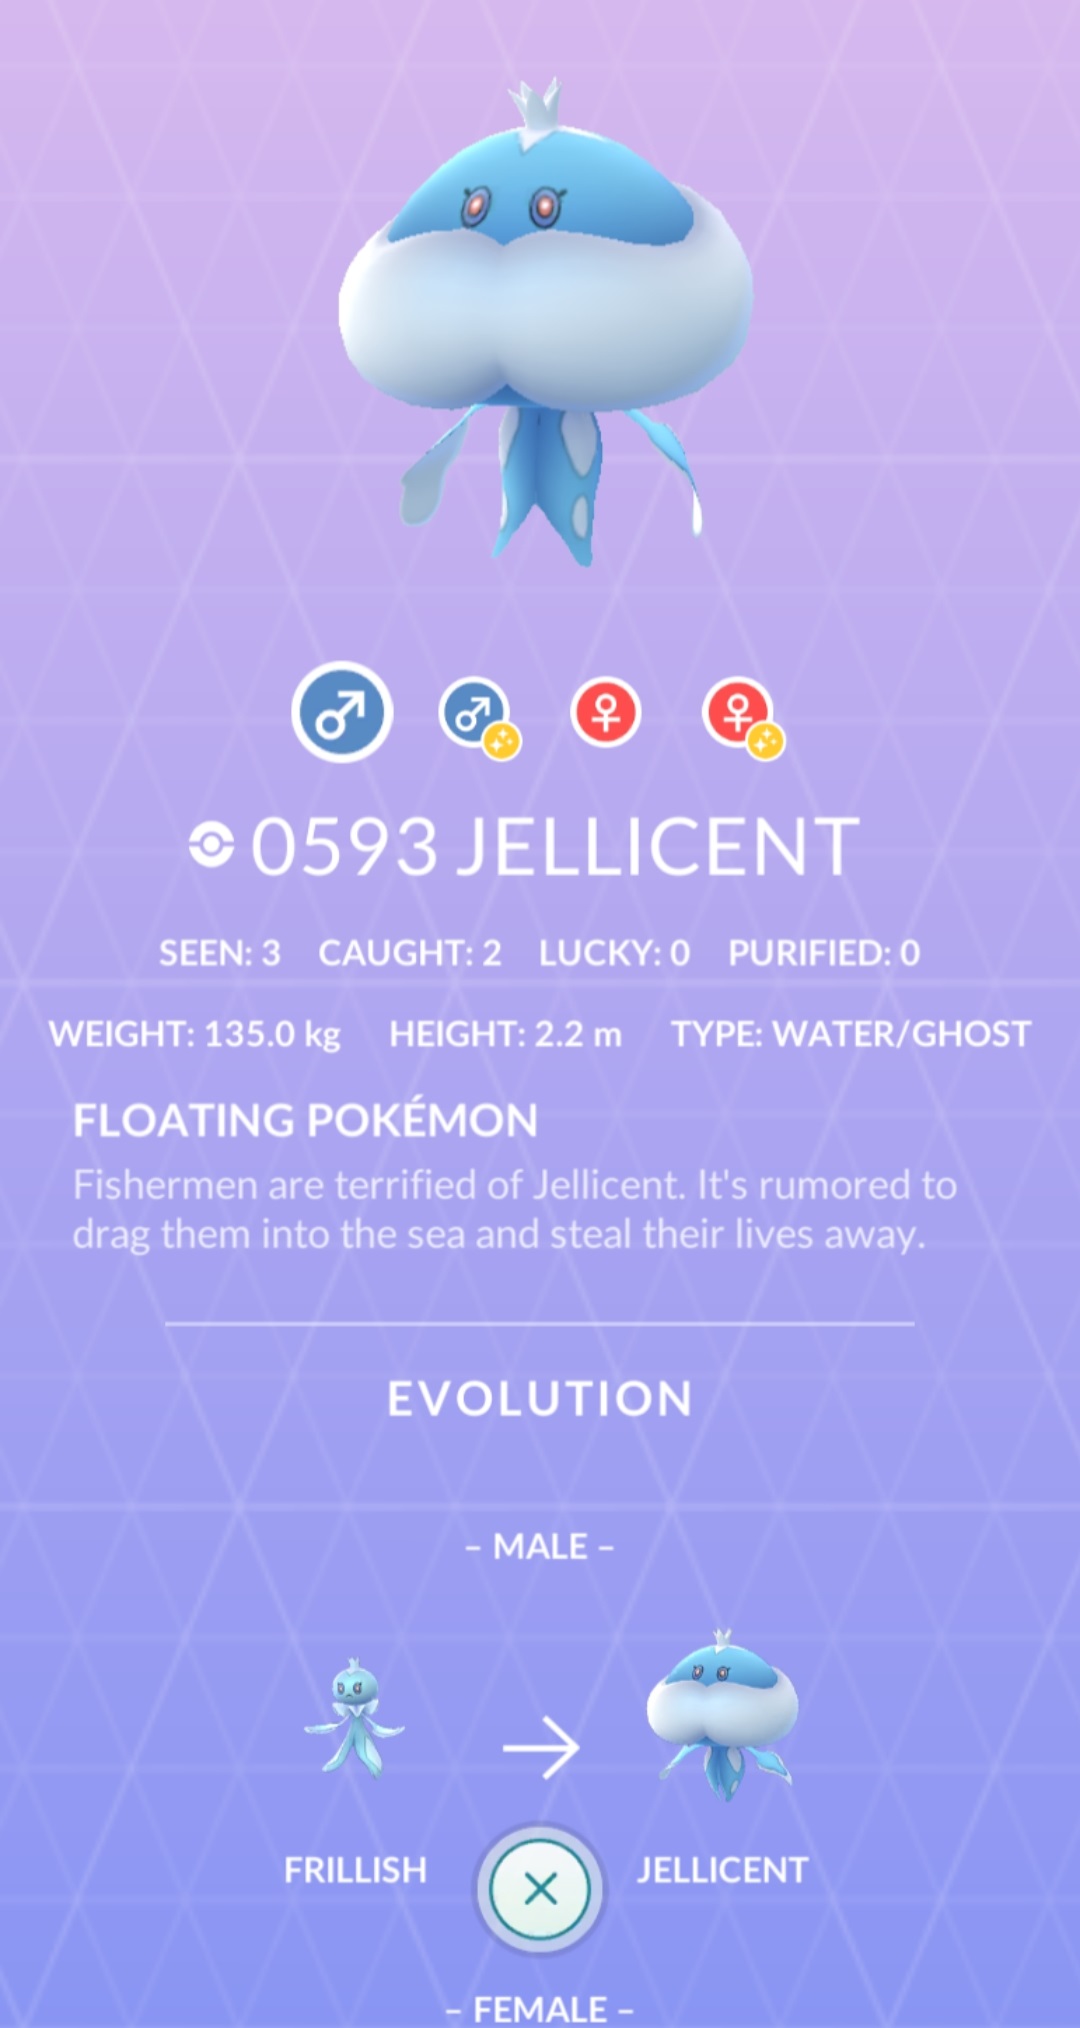 0593 JELLICENT
SEEN: 3 CAUGHT: 2 LUCKY: 0 PURIFIED: 0
WEIGHT: 135.0 kg HEIGHT: 2.2 m TYPE: WATER/GHOST
FLOATING POKÉMON
Fishermen are terrified of Jellicent. It's rumored to
drag them into the sea and steal their lives away.
EVOLUTION
– MALE –
FRILLISH JELLICENT
– FEMALE –